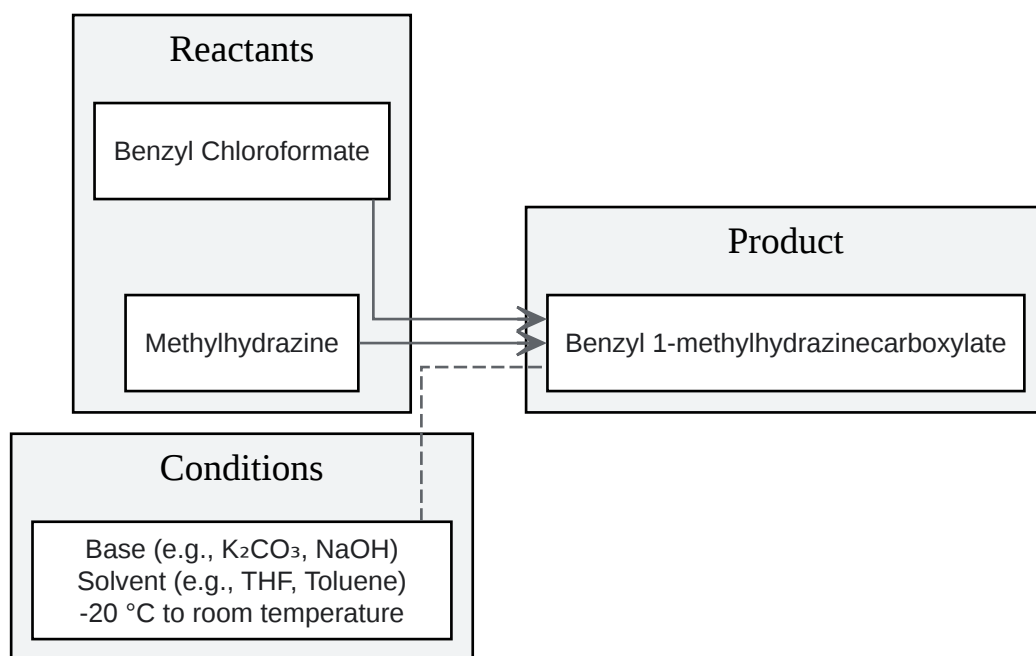 Reactants
Benzyl Chloroformate
Methylhydrazine
Product
Benzyl 1-methylhydrazinecarboxylate
Conditions
Base (e.g., K₂CO₃, NaOH)
Solvent (e.g., THF, Toluene)
-20 °C to room temperature